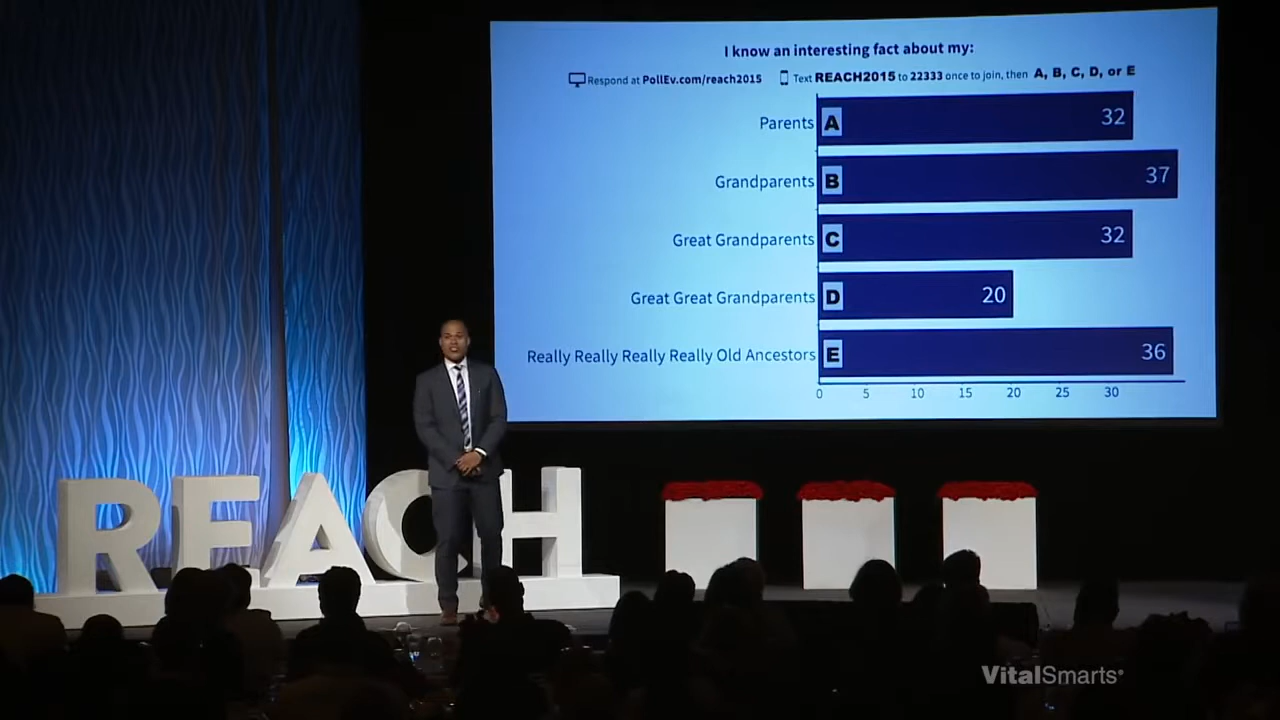 I know an interesting fact about my:
Respond at PollEv.com/reach2015 Text REACH2015 to 22333 once to join, then A, B, C, D, or E
Parents A 32
Grandparents B 37
Great Grandparents C 32
Great Great Grandparents D 20
Really Really Really Really Old Ancestors E 36
0 5 10 15 20 25 30
REACH
VitalSmarts